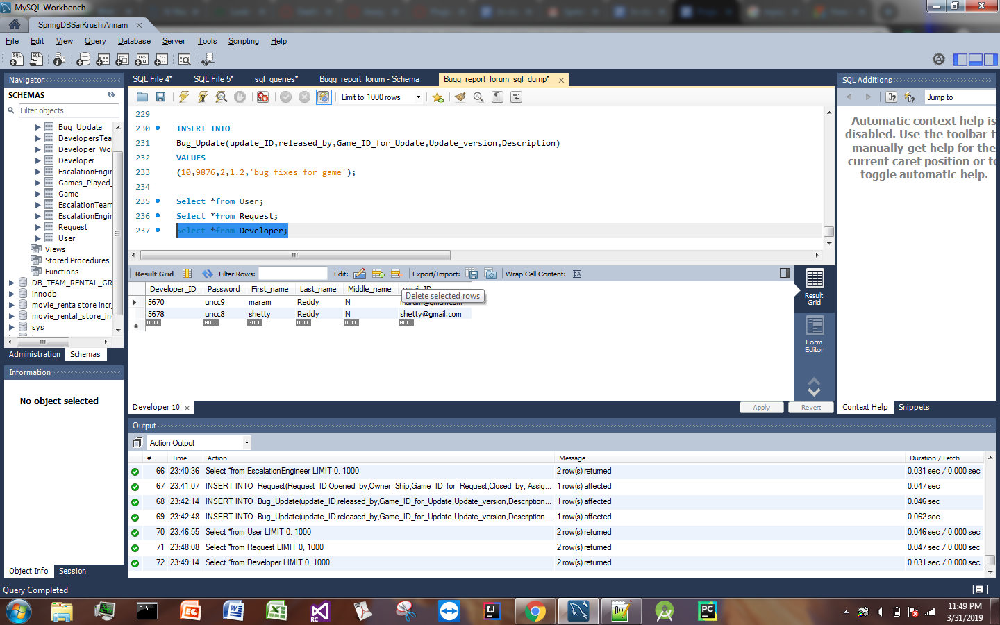 MySQL Workbench
SpringDBSaiKrushiAnnam
File Edit View Query Database Server Tools Scripting Help
Navigator
SCHEMAS
Filter objects
Bug_Update
DevelopersTea
Developer_Wo
Developer
EscalationEngir
Games_Played_
Game
EscalationTeam
EscalationEngir
Request
User
Views
Stored Procedures
Functions
DB_TEAM_RENTAL_GR
innodb
movie_renta store incr_
movie_rental_store_in
sys
Administration Schemas
Information
No object selected
Object Info Session
SQL File 4* SQL File 5* sql_queries* Bugg_report_forum - Schema Bugg_report_forum_sql_dump*
Limit to 1000 rows
229
230 INSERT INTO
231 Bug_Update(update_ID,released_by,Game_ID_for_Update,Update_version,Description)
232 VALUES
233 (10,9876,2,1.2,'bug fixes for game');
234
235 Select *from User;
236 Select *from Request;
237 Select *from Developer;
Result Grid Filter Rows: Edit: Export/Import: Wrap Cell Content:
Developer_ID Password First_name Last_name Middle_name email_ID
Delete selected rows
5670 uncc9 maram Reddy N maram@gmail.com
5678 uncc8 shetty Reddy N shetty@gmail.com
NULL NULL NULL NULL NULL NULL
Result Grid
Form Editor
Developer 10
Apply Revert
SQL Additions
Jump to
Automatic context help is
disabled. Use the toolbar t
manually get help for the
current caret position or to
toggle automatic help.
Context Help Snippets
Output
Action Output
# Time Action Message Duration / Fetch
66 23:40:36 Select *from EscalationEngineer LIMIT 0, 1000 2 row(s) returned 0.031 sec / 0.000 sec
67 23:41:07 INSERT INTO Request(Request_ID,Opened_by,Owner_Ship,Game_ID_for_Request,Closed_by, Assig... 1 row(s) affected 0.047 sec
68 23:42:14 INSERT INTO Bug_Update(update_ID,released_by,Game_ID_for_Update,Update_version,Description... 1 row(s) affected 0.046 sec
69 23:42:48 INSERT INTO Bug_Update(update_ID,released_by,Game_ID_for_Update,Update_version,Description... 1 row(s) affected 0.062 sec
70 23:46:55 Select *from User LIMIT 0, 1000 2 row(s) returned 0.046 sec / 0.000 sec
71 23:48:08 Select *from Request LIMIT 0, 1000 2 row(s) returned 0.047 sec / 0.000 sec
72 23:49:14 Select *from Developer LIMIT 0, 1000 2 row(s) returned 0.031 sec / 0.000 sec
Query Completed
11:49 PM
3/31/2019